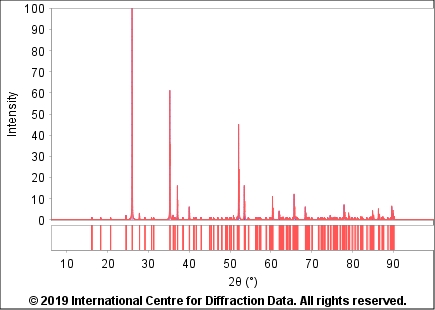 100
90
80
70
60
50
40
30
20
10
0
Intensity
10 20 30 40 50 60 70 80 90
2θ (°)
© 2019 International Centre for Diffraction Data. All rights reserved.